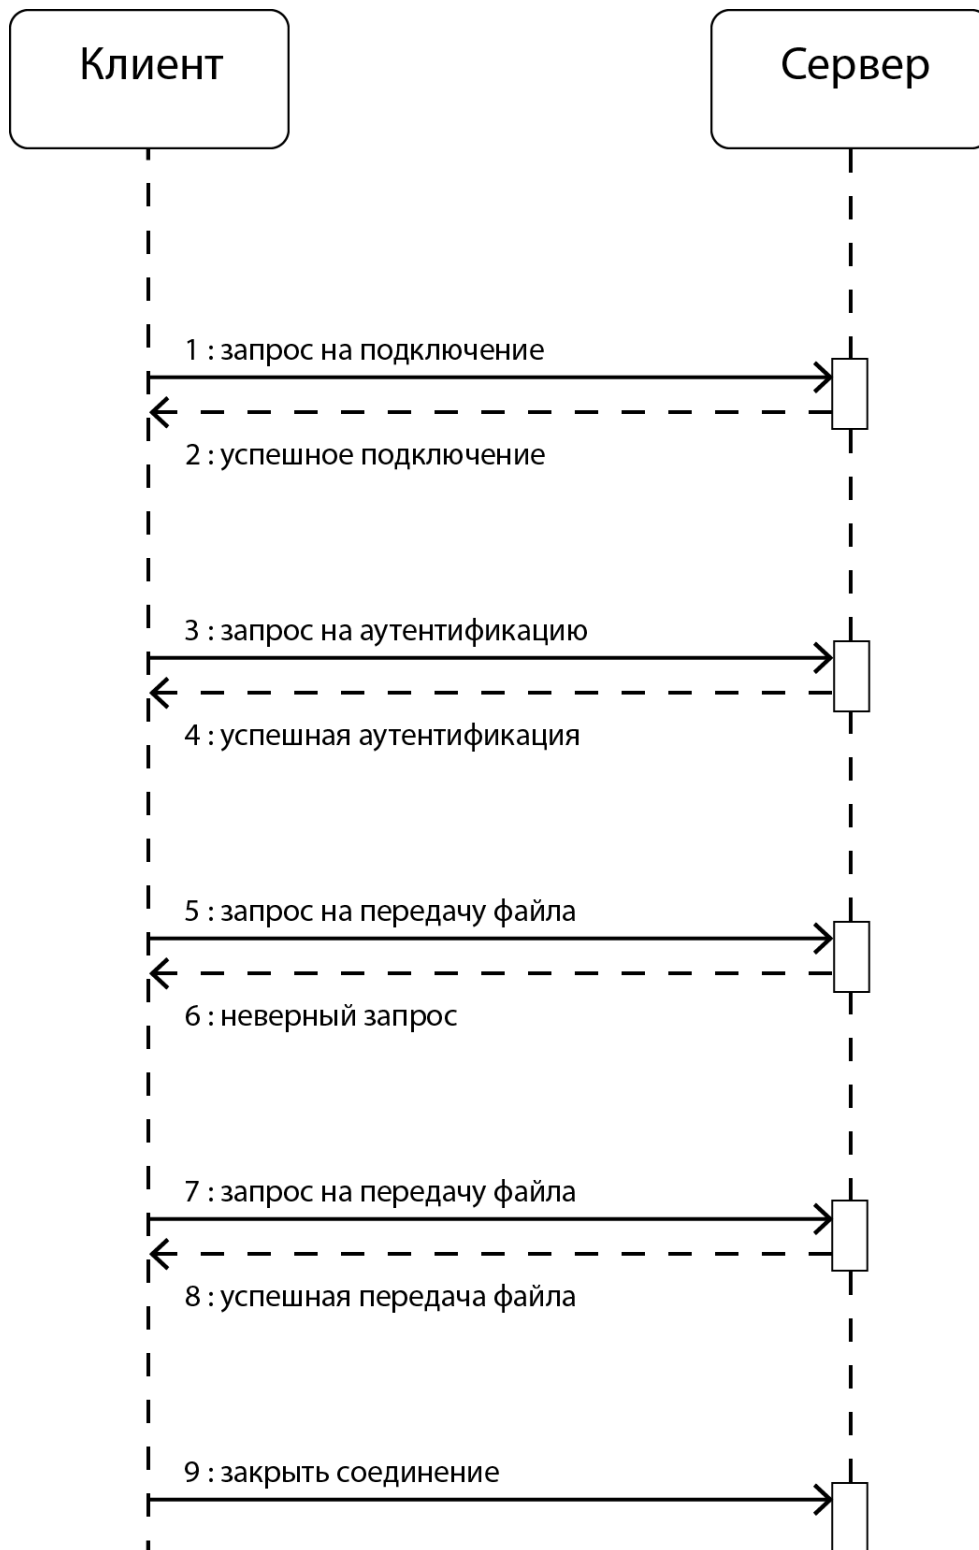 Клиент
Сервер
1 : запрос на подключение
2 : успешное подключение
3 : запрос на аутентификацию
4 : успешная аутентификация
5 : запрос на передачу файла
6 : неверный запрос
7 : запрос на передачу файла
8 : успешная передача файла
9 : закрыть соединение